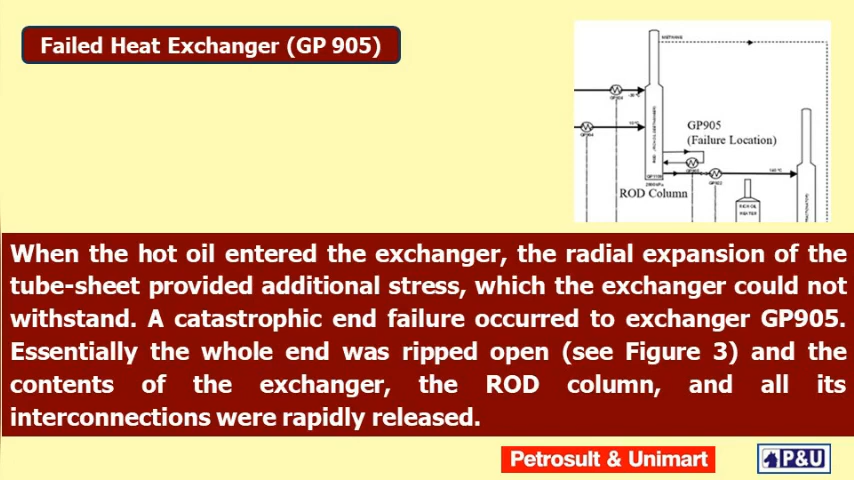 Failed Heat Exchanger (GP 905)
METHANE
GP905
(Failure Location)
ROD Column
When the hot oil entered the exchanger, the radial expansion of the
tube-sheet provided additional stress, which the exchanger could not
withstand. A catastrophic end failure occurred to exchanger GP905.
Essentially the whole end was ripped open (see Figure 3) and the
contents of the exchanger, the ROD column, and all its
interconnections were rapidly released.
Petrosult & Unimart
P&U